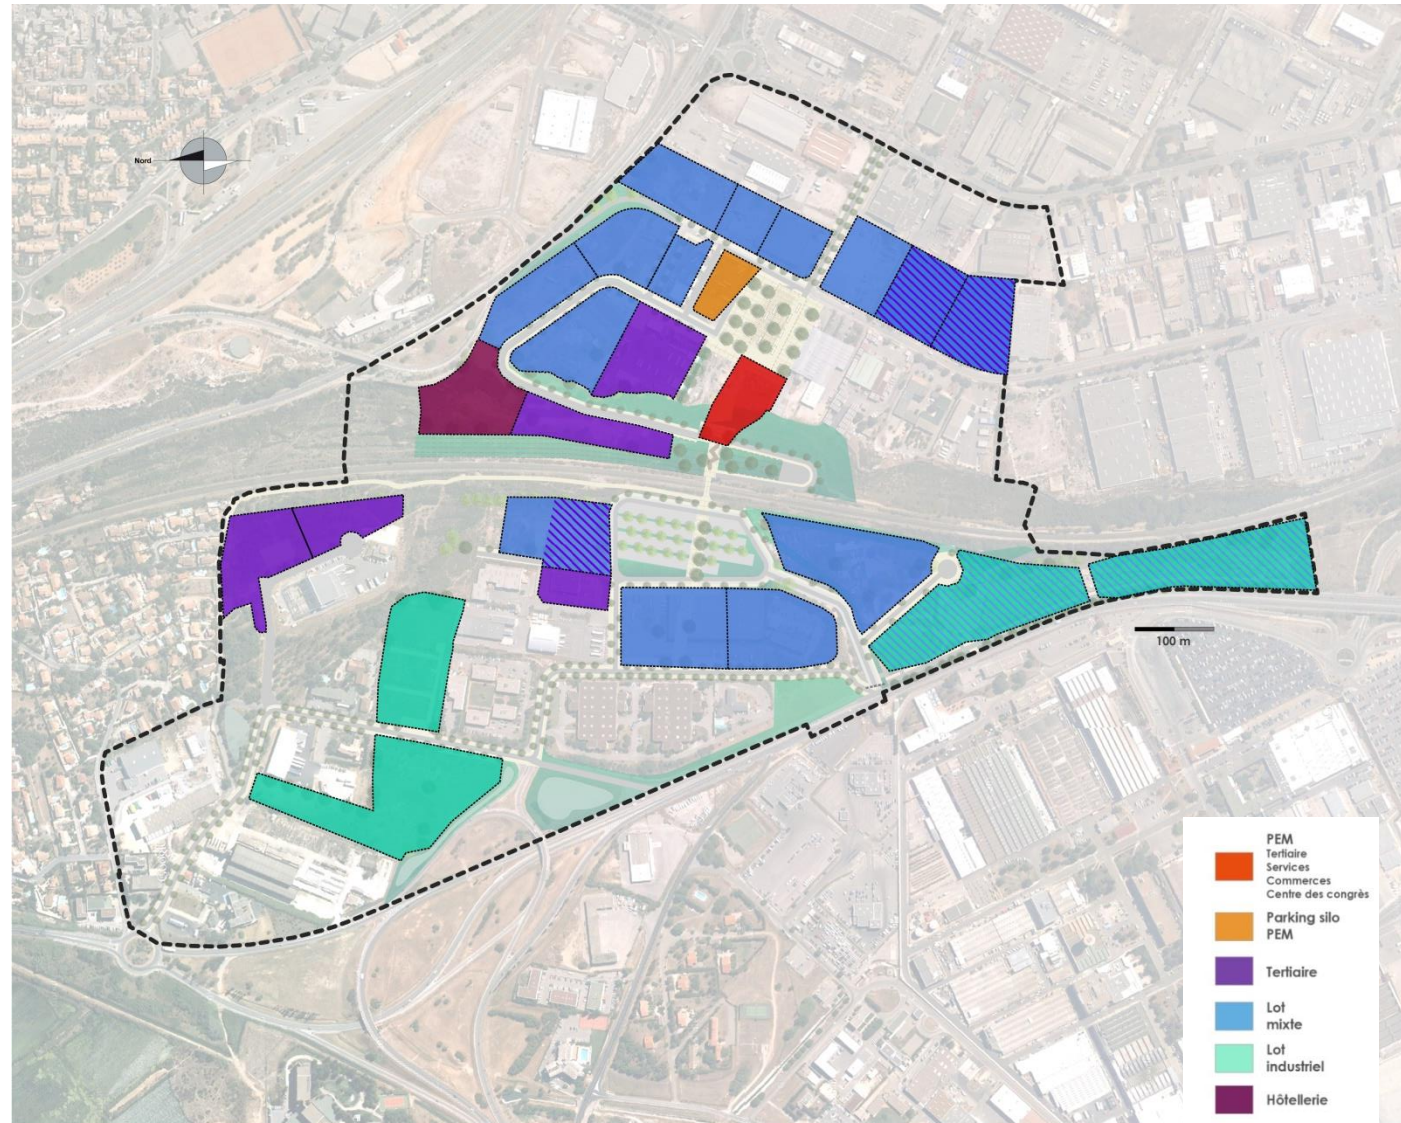 Nord
100 m
PEM
Tertiaire
Services
Commerces
Centre des congrès
Parking silo
PEM
Tertiaire
Lot
mixte
Lot
industriel
Hôtellerie